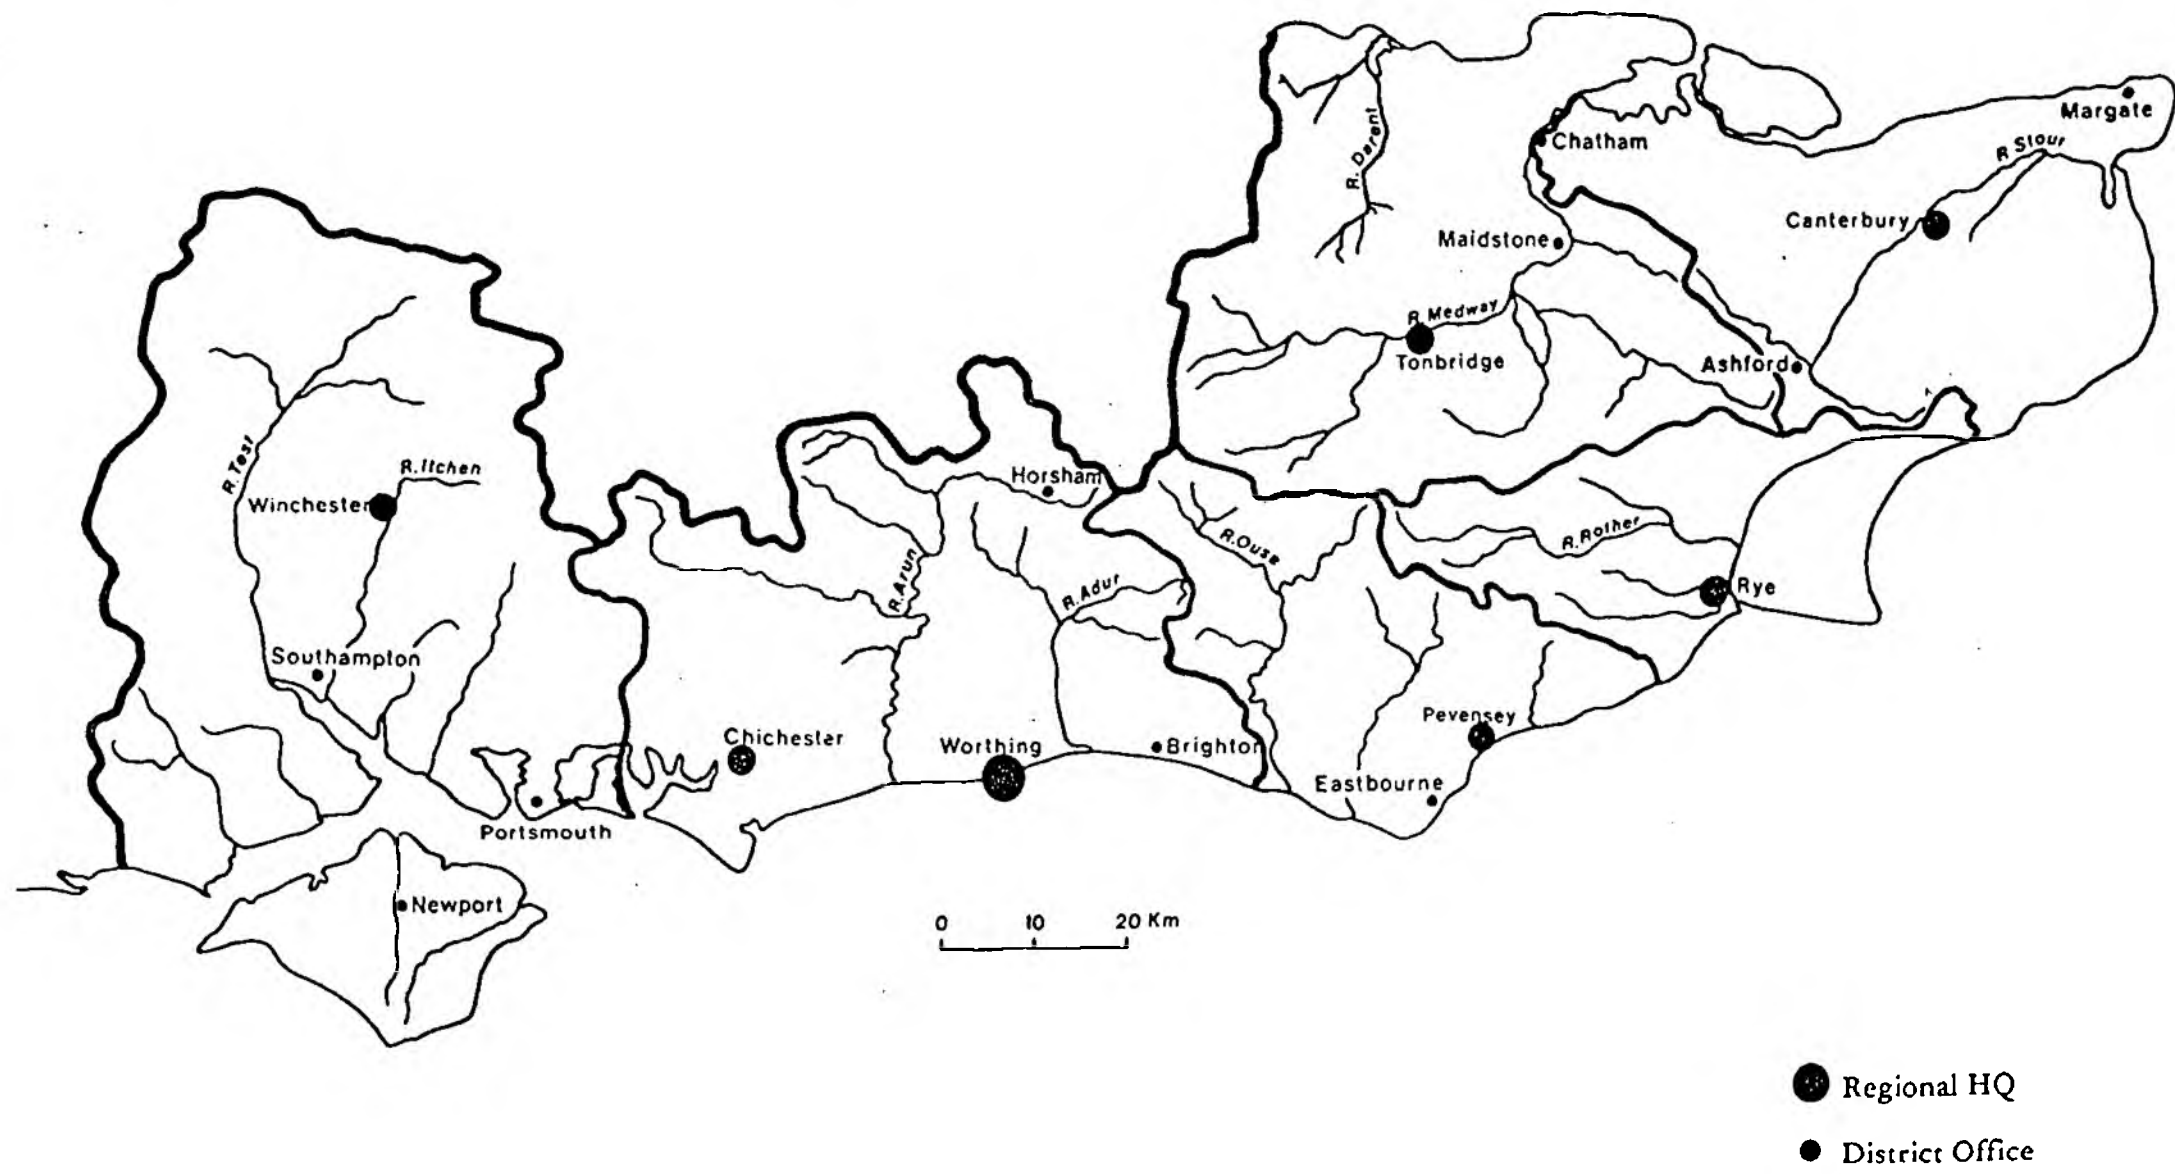 Margate
R Stour
Chatham
R. Darent
Canterbury
Maidstone
R. Medway
Tonbridge
Ashford
R. Test
R. Itchen
Winchester
Horsham
R. Ouse
R. Rother
R. Arun
R. Adur
Rye
Southampton
Pevensey
Chichester
Worthing
Brighton
Eastbourne
Portsmouth
Newport
0 10 20 Km
Regional HQ
District Office